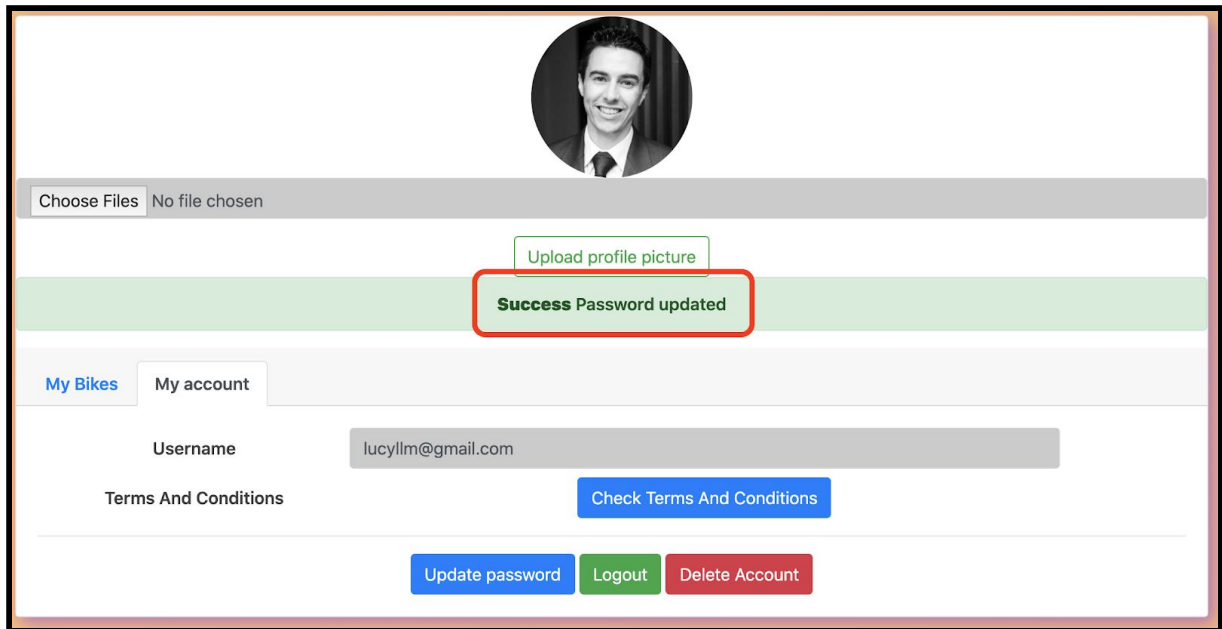 Choose Files No file chosen
Upload profile picture
Success Password updated
My Bikes My account
Username lucyllm@gmail.com
Terms And Conditions Check Terms And Conditions
Update password Logout Delete Account